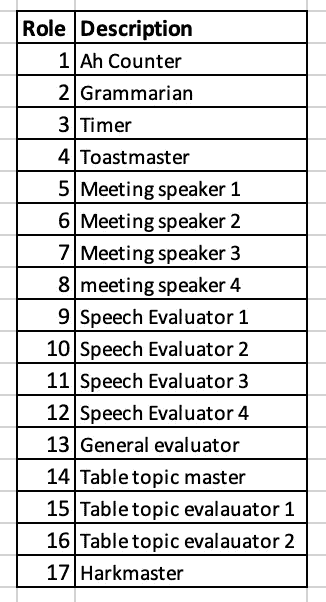 Role Description
1 Ah Counter
2 Grammarian
3 Timer
4 Toastmaster
5 Meeting speaker 1
6 Meeting speaker 2
7 Meeting speaker 3
8 meeting speaker 4
9 Speech Evaluator 1
10 Speech Evaluator 2
11 Speech Evaluator 3
12 Speech Evaluator 4
13 General evaluator
14 Table topic master
15 Table topic evalauator 1
16 Table topic evalauator 2
17 Harkmaster